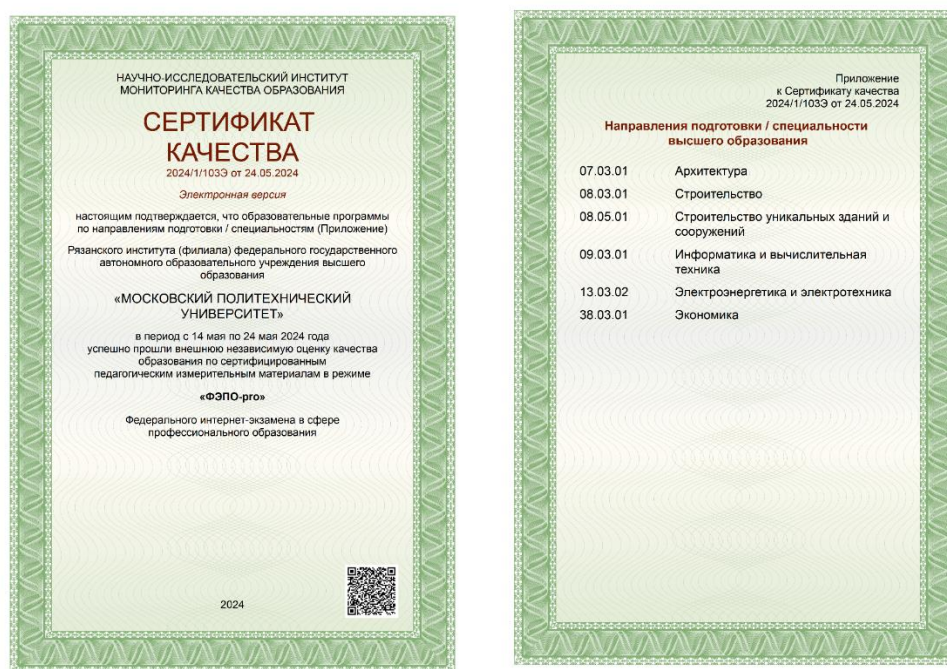 НАУЧНО-ИССЛЕДОВАТЕЛЬСКИЙ ИНСТИТУТ
МОНИТОРИНГА КАЧЕСТВА ОБРАЗОВАНИЯ
СЕРТИФИКАТ
КАЧЕСТВА
2024/1/103Э от 24.05.2024
Электронная версия
настоящим подтверждается, что образовательные программы
по направлениям подготовки / специальностям (Приложение)
Рязанского института (филиала) федерального государственного
автономного образовательного учреждения высшего
образования
«МОСКОВСКИЙ ПОЛИТЕХНИЧЕСКИЙ
УНИВЕРСИТЕТ»
в период с 14 мая по 24 мая 2024 года
успешно прошли внешнюю независимую оценку качества
образования по сертифицированным
педагогическим измерительным материалам в режиме
«ФЭПО-pro»
Федерального интернет-экзамена в сфере
профессионального образования
2024
Приложение
к Сертификату качества
2024/1/103Э от 24.05.2024
Направления подготовки / специальности
высшего образования
07.03.01 Архитектура
08.03.01 Строительство
08.05.01 Строительство уникальных зданий и
сооружений
09.03.01 Информатика и вычислительная
техника
13.03.02 Электроэнергетика и электротехника
38.03.01 Экономика